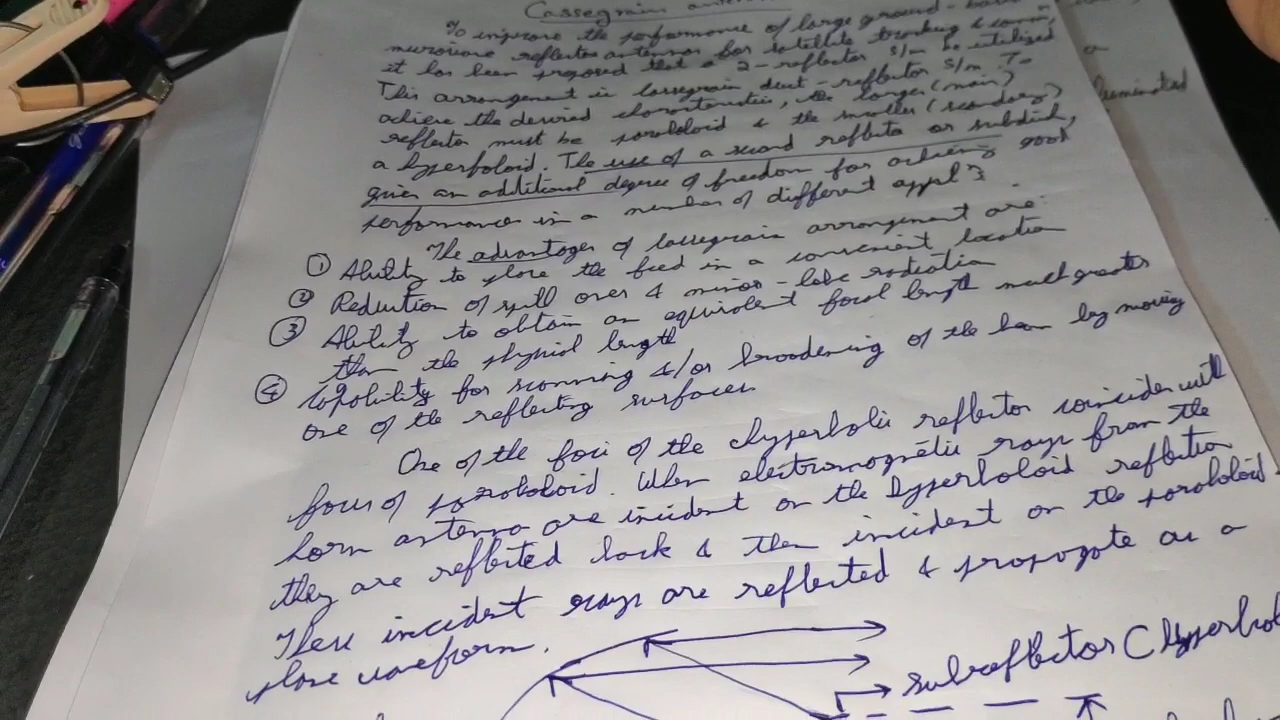 Cassegrain
To improve the performance of large ground-
microwave reflector antennas for satellite tracking & comm,
it has been proposed that a 2-reflector s/m be utilized
This arrangement is cassegrain dual-reflector s/m To
achieve the desired characteristic, the larger (main)
reflector must be paraboloid & the smaller (secondary)
a hyperboloid. The use of a second reflector or subdish,
gives an additional degree of freedom for achieving good
performance in a number of different appl
The advantages of cassegrain arrangement are:
① Ability to place the feed in a convenient location
② Reduction of spill over & minor-lobe radiation
③ Ability to obtain an equivalent focal length much greater
than the physical length
④ Capability for scanning &/or broadening of the beam by moving
one of the reflecting surfaces
One of the foci of the hyperbolic reflector coincides with
focus of paraboloid. When electromagnetic rays from the
horn antenna are incident on the hyperboloid reflection
they are reflected back & then incident on the paraboloid.
These incident rays are reflected & propagate as a
plane waveform.
subreflector (Hyperbol